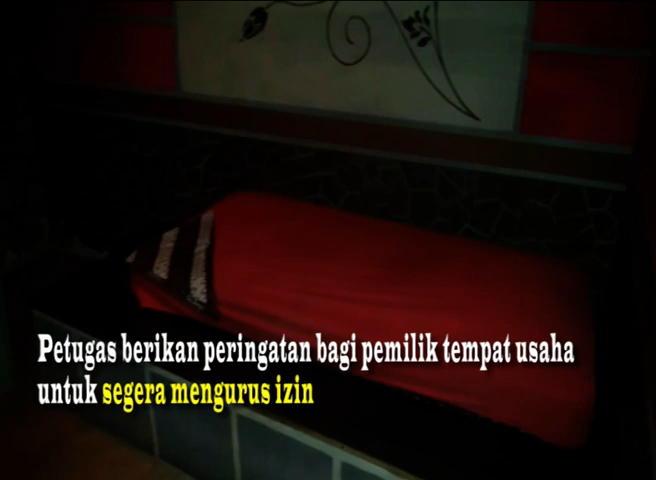 Petugas berikan peringatan bagi pemilik tempat usaha
untuk segera mengurus izin